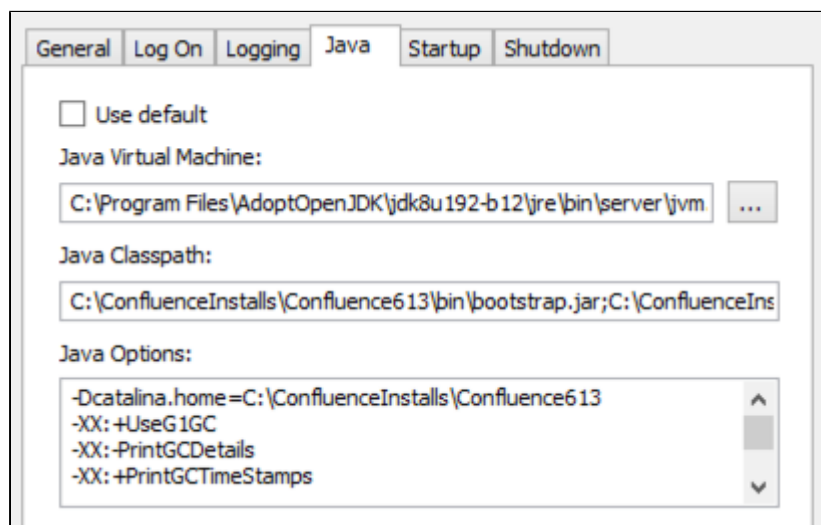 General Log On Logging Java Startup Shutdown
Use default
Java Virtual Machine:
C:\Program Files\AdoptOpenJDK\jdk8u192-b12\jre\bin\server\jvm
...
Java Classpath:
C:\ConfluenceInstalls\Confluence613\bin\bootstrap.jar;C:\ConfluenceIns
Java Options:
-Dcatalina.home=C:\ConfluenceInstalls\Confluence613
-XX:+UseG1GC
-XX:-PrintGCDetails
-XX:+PrintGCTimeStamps